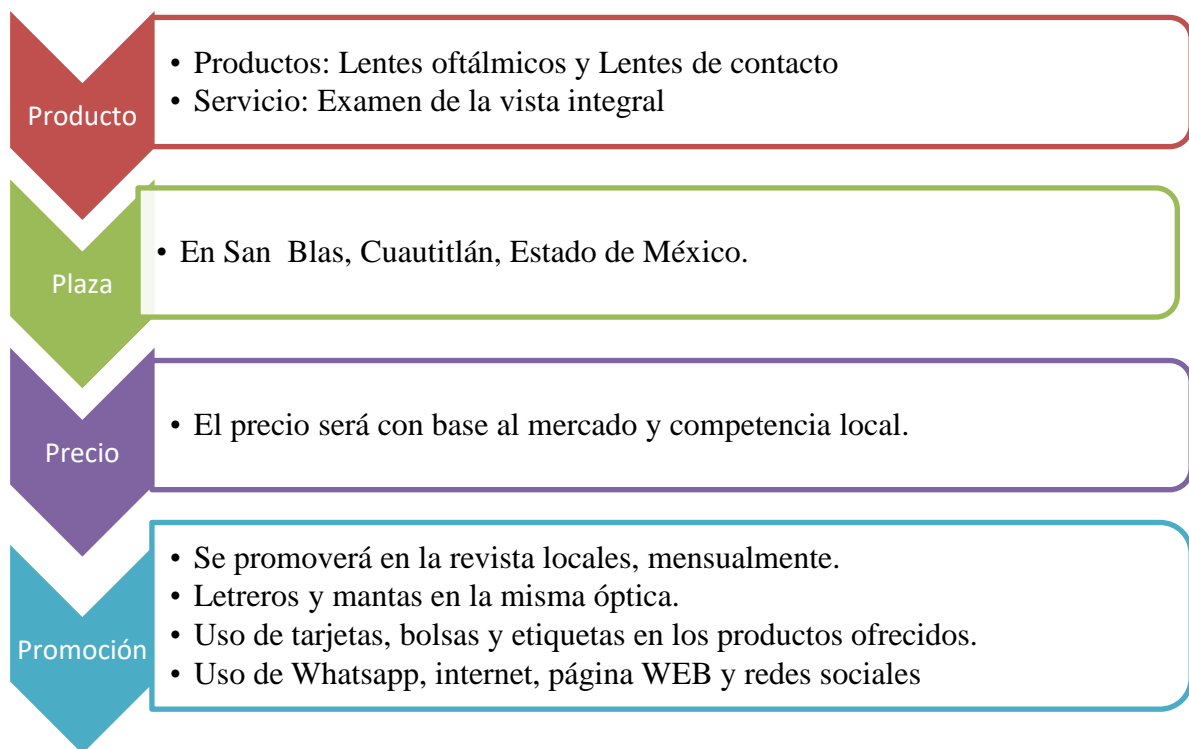 Producto
• Productos: Lentes oftálmicos y Lentes de contacto
• Servicio: Examen de la vista integral
Plaza
• En San  Blas, Cuautitlán, Estado de México.
Precio
• El precio será con base al mercado y competencia local.
Promoción
• Se promoverá en la revista locales, mensualmente.
• Letreros y mantas en la misma óptica.
• Uso de tarjetas, bolsas y etiquetas en los productos ofrecidos.
• Uso de Whatsapp, internet, página WEB y redes sociales